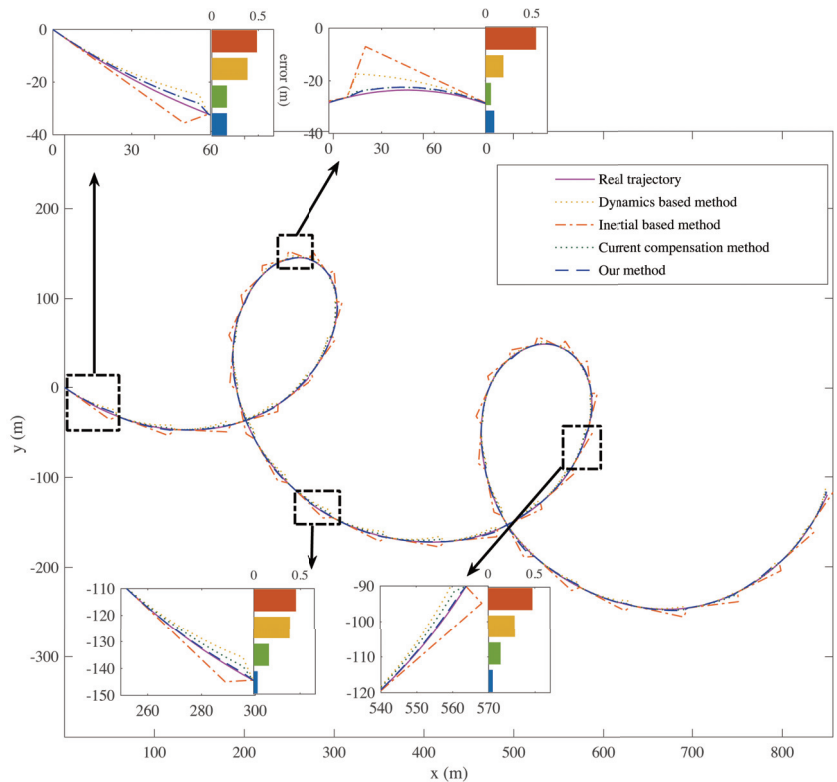 0 0.5
0 0.5
0
-20
-40
0 30 60
error (m)
0
-20
-40
0 30 60 90 0
200
100
0
-100
-200
-300
y (m)
Real trajectory
Dynamics based method
Inertial based method
Current compensation method
Our method
0 0.5
-110
-120
-130
-140
-150
260 280 300
0 0.5
-90
-100
-110
-120
540 550 560 570
100 200 300 400 500 600 700 800
x (m)